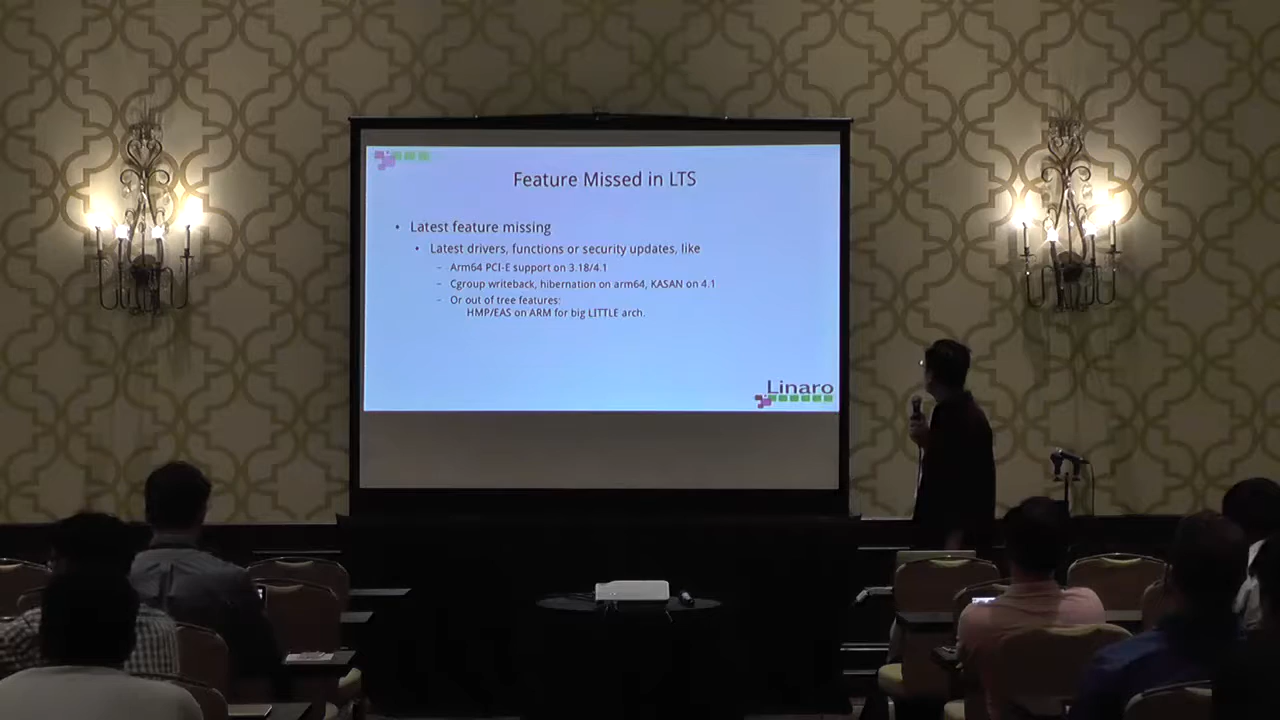 Feature Missed in LTS
• Latest feature missing
• Latest drivers, functions or security updates, like
– Arm64 PCI-E support on 3.18/4.1
– Cgroup writeback, hibernation on arm64, KASAN on 4.1
– Or out of tree features:
HMP/EAS on ARM for big LITTLE arch.
Linaro